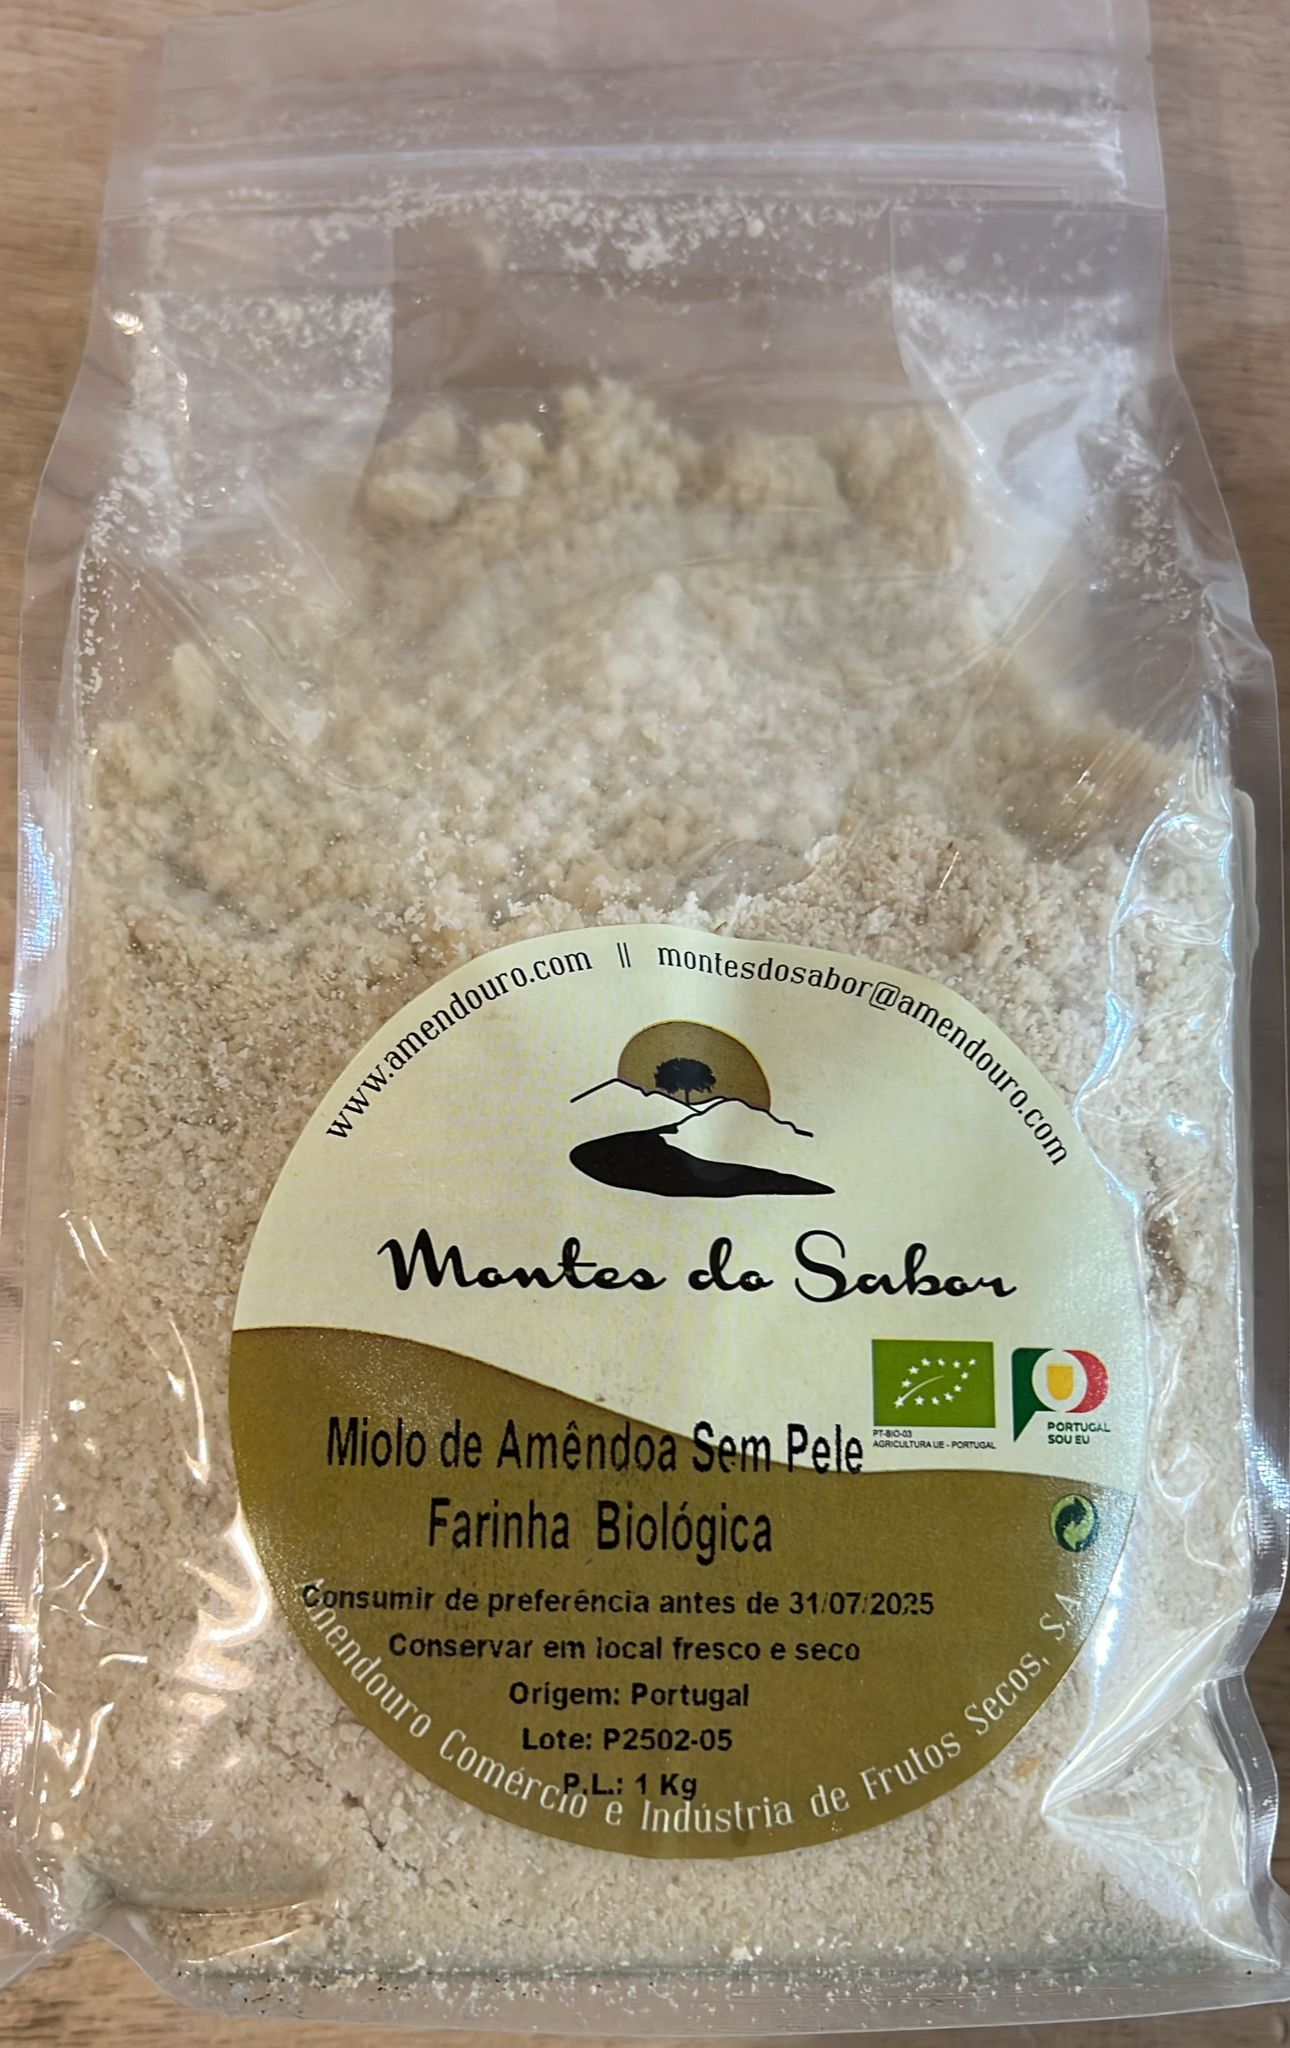 www.amendouro.com || montesdosabor@amendouro.com
Montes do Sabor
PT-BIO-03
AGRICULTURA UE - PORTUGAL
PORTUGAL
SOU EU
Miolo de Amêndoa Sem Pele
Farinha Biológica
Consumir de preferência antes de 31/07/2025
Conservar em local fresco e seco
Origem: Portugal
Lote: P2502-05
P.L.: 1 Kg
Amendouro Comércio e Indústria de Frutos Secos, S.A.